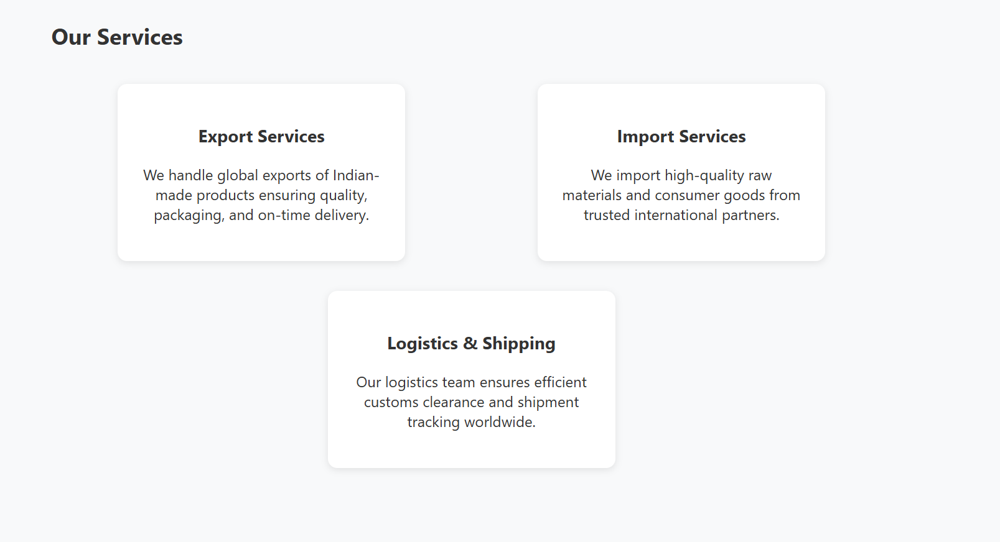 Our Services
Export Services
We handle global exports of Indian-
made products ensuring quality,
packaging, and on-time delivery.
Import Services
We import high-quality raw
materials and consumer goods from
trusted international partners.
Logistics & Shipping
Our logistics team ensures efficient
customs clearance and shipment
tracking worldwide.